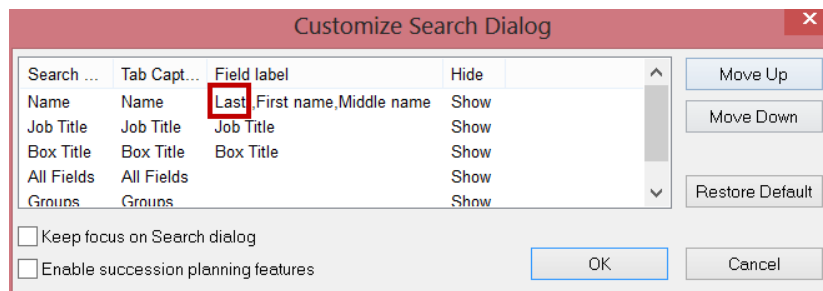 Customize Search Dialog
x
Search ... Tab Capt... Field label Hide
Name Name Last ,First name,Middle name Show
Move Up
Job Title Job Title Job Title Show
Move Down
Box Title Box Title Box Title Show
All Fields All Fields Show
Groups Groups Show
Restore Default
Keep focus on Search dialog
Enable succession planning features
OK
Cancel